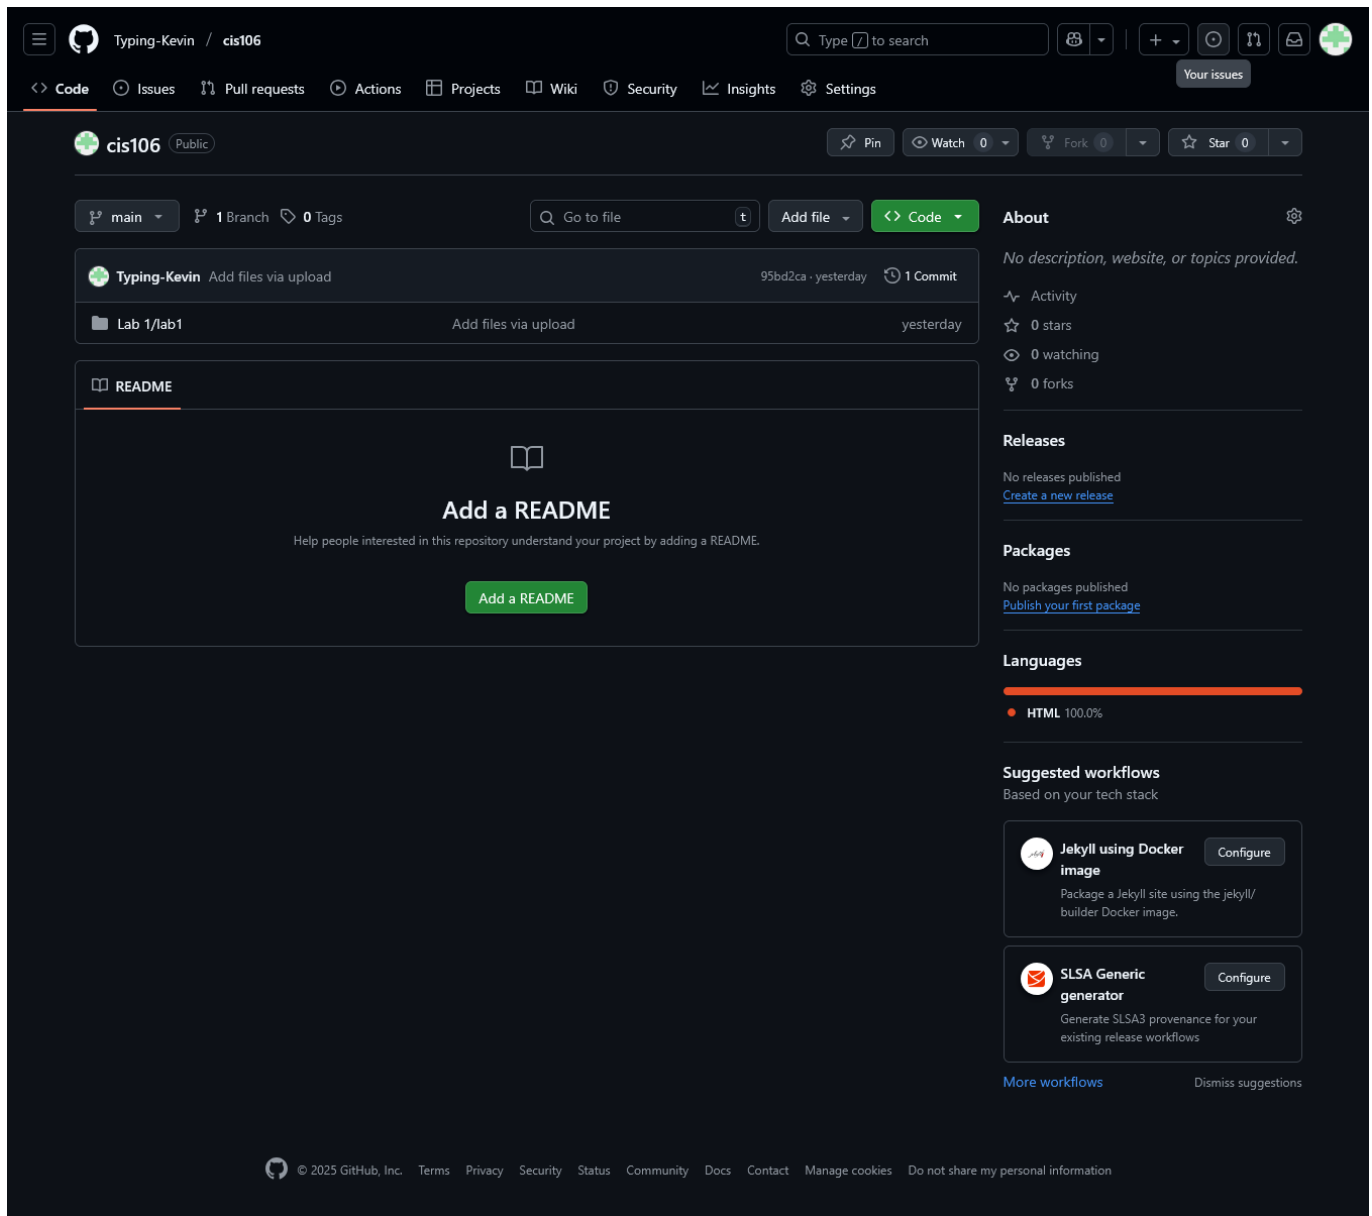 Typing-Kevin / cis106
Type / to search
Your issues
Code Issues Pull requests Actions Projects Wiki Security Insights Settings
cis106 Public
Pin Watch 0 Fork 0 Star 0
main 1 Branch 0 Tags
Go to file t Add file Code
Typing-Kevin Add files via upload 95bd2ca · yesterday 1 Commit
Lab 1/lab1 Add files via upload yesterday
README
Add a README
Help people interested in this repository understand your project by adding a README.
Add a README
About
No description, website, or topics provided.
Activity
0 stars
0 watching
0 forks
Releases
No releases published
Create a new release
Packages
No packages published
Publish your first package
Languages
HTML 100.0%
Suggested workflows
Based on your tech stack
Jekyll using Docker
image
Configure
Package a Jekyll site using the jekyll/
builder Docker image.
SLSA Generic
generator
Configure
Generate SLSA3 provenance for your
existing release workflows
More workflows Dismiss suggestions
© 2025 GitHub, Inc. Terms Privacy Security Status Community Docs Contact Manage cookies Do not share my personal information